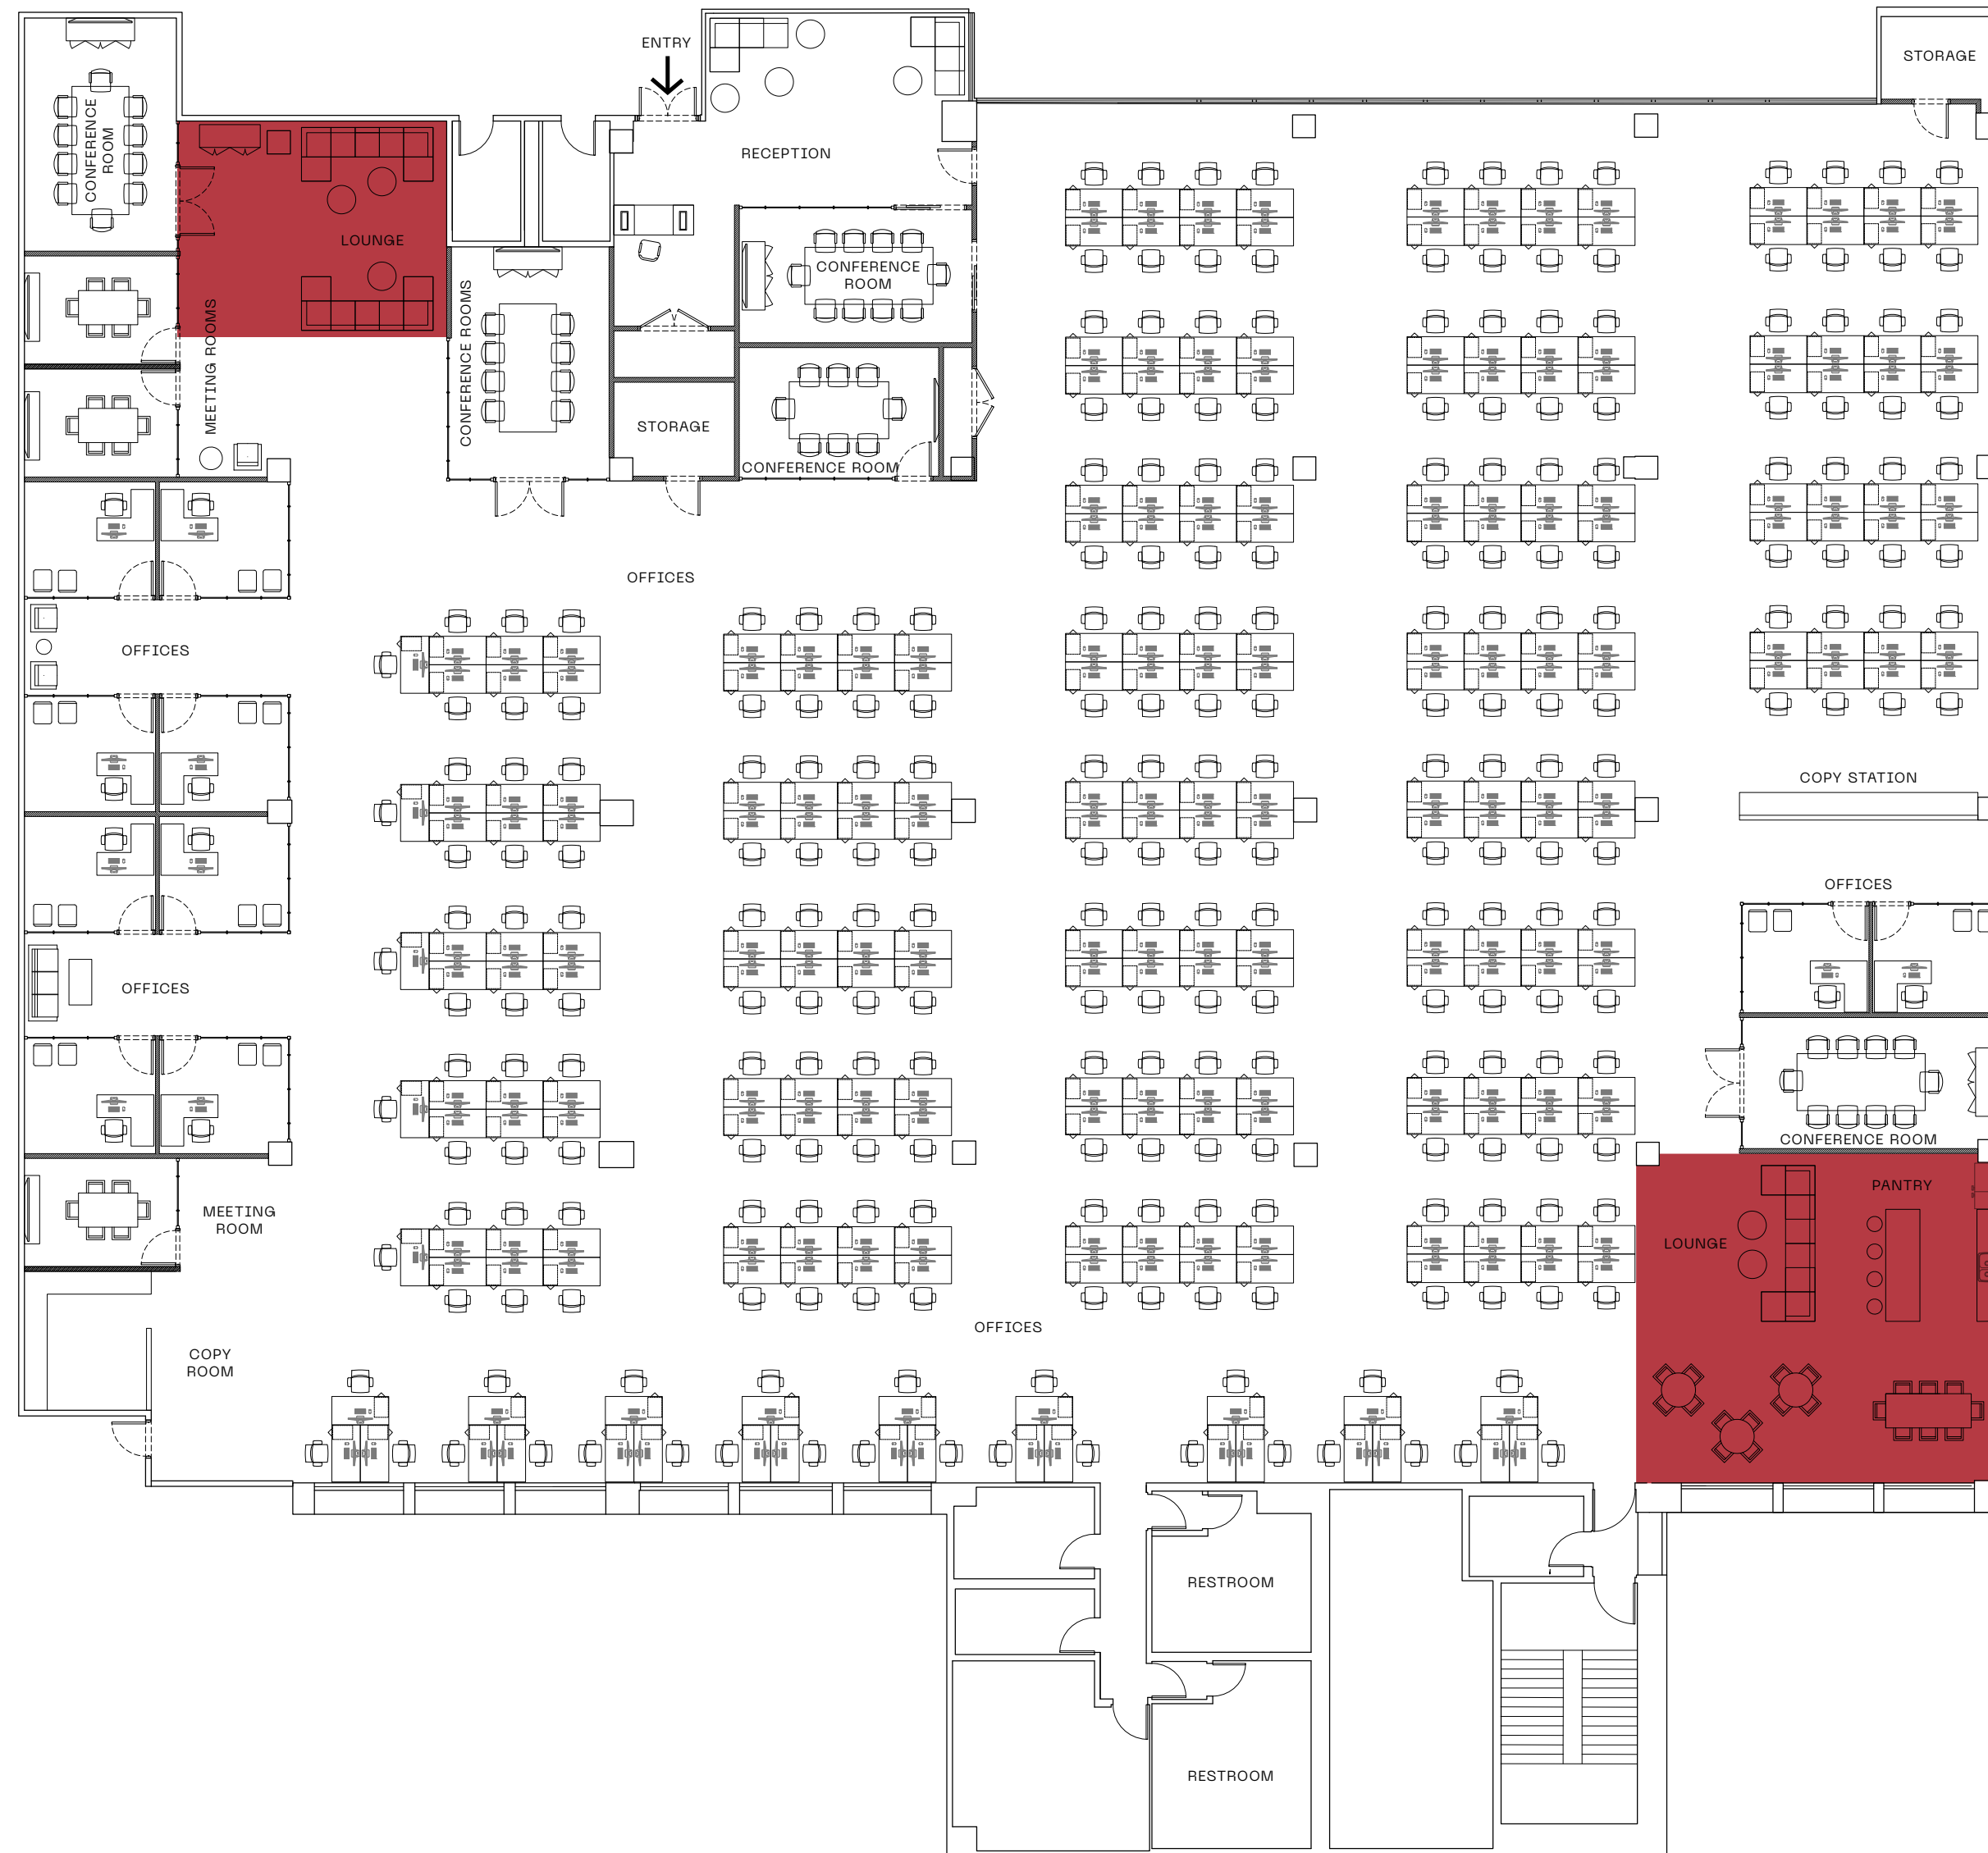 ENTRY
STORAGE
CONFERENCE
ROOM
RECEPTION
LOUNGE
CONFERENCE
ROOM
MEETING ROOMS
CONFERENCE ROOMS
STORAGE
CONFERENCE ROOM
OFFICES
OFFICES
COPY STATION
OFFICES
OFFICES
CONFERENCE ROOM
PANTRY
MEETING
ROOM
LOUNGE
OFFICES
COPY
ROOM
RESTROOM
RESTROOM